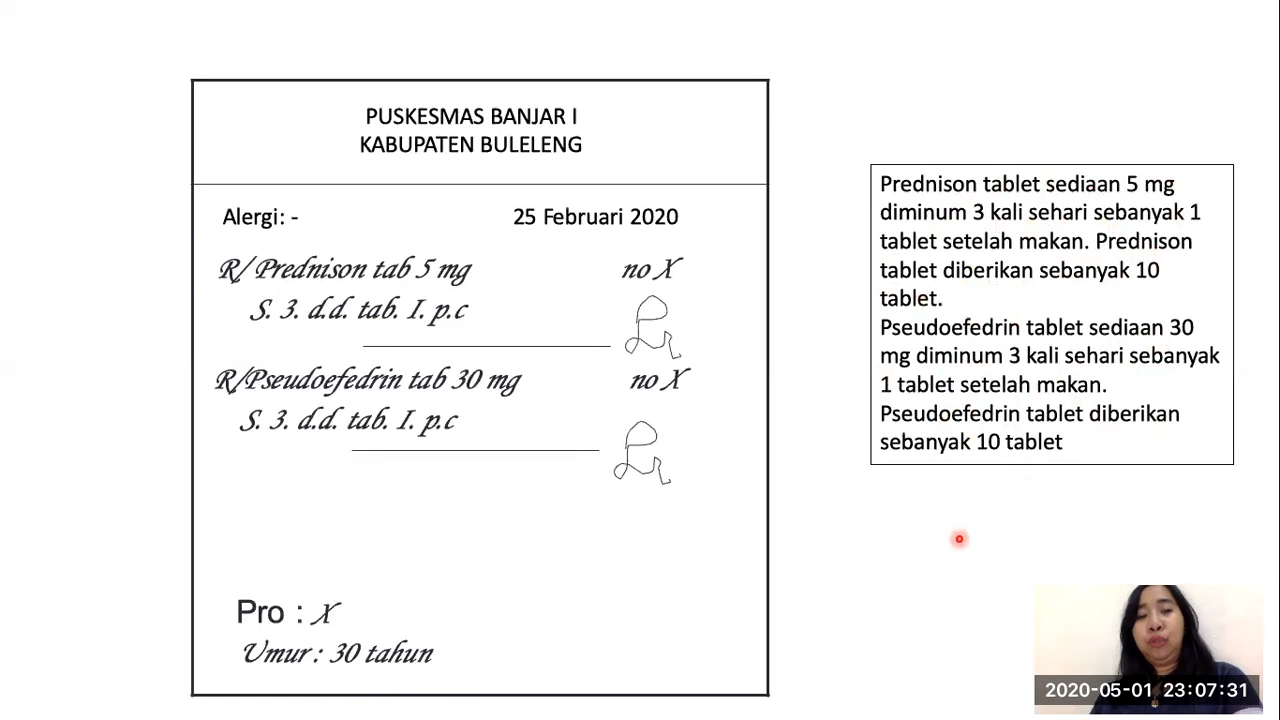 PUSKESMAS BANJAR I
KABUPATEN BULELENG
Alergi: - 25 Februari 2020
R/ Prednison tab 5 mg no X
S. 3. d.d. tab. I. p.c
R/Pseudoefedrin tab 30 mg no X
S. 3. d.d. tab. I. p.c
Pro : X
Umur : 30 tahun
Prednison tablet sediaan 5 mg
diminum 3 kali sehari sebanyak 1
tablet setelah makan. Prednison
tablet diberikan sebanyak 10
tablet.
Pseudoefedrin tablet sediaan 30
mg diminum 3 kali sehari sebanyak
1 tablet setelah makan.
Pseudoefedrin tablet diberikan
sebanyak 10 tablet
2020-05-01 23:07:31